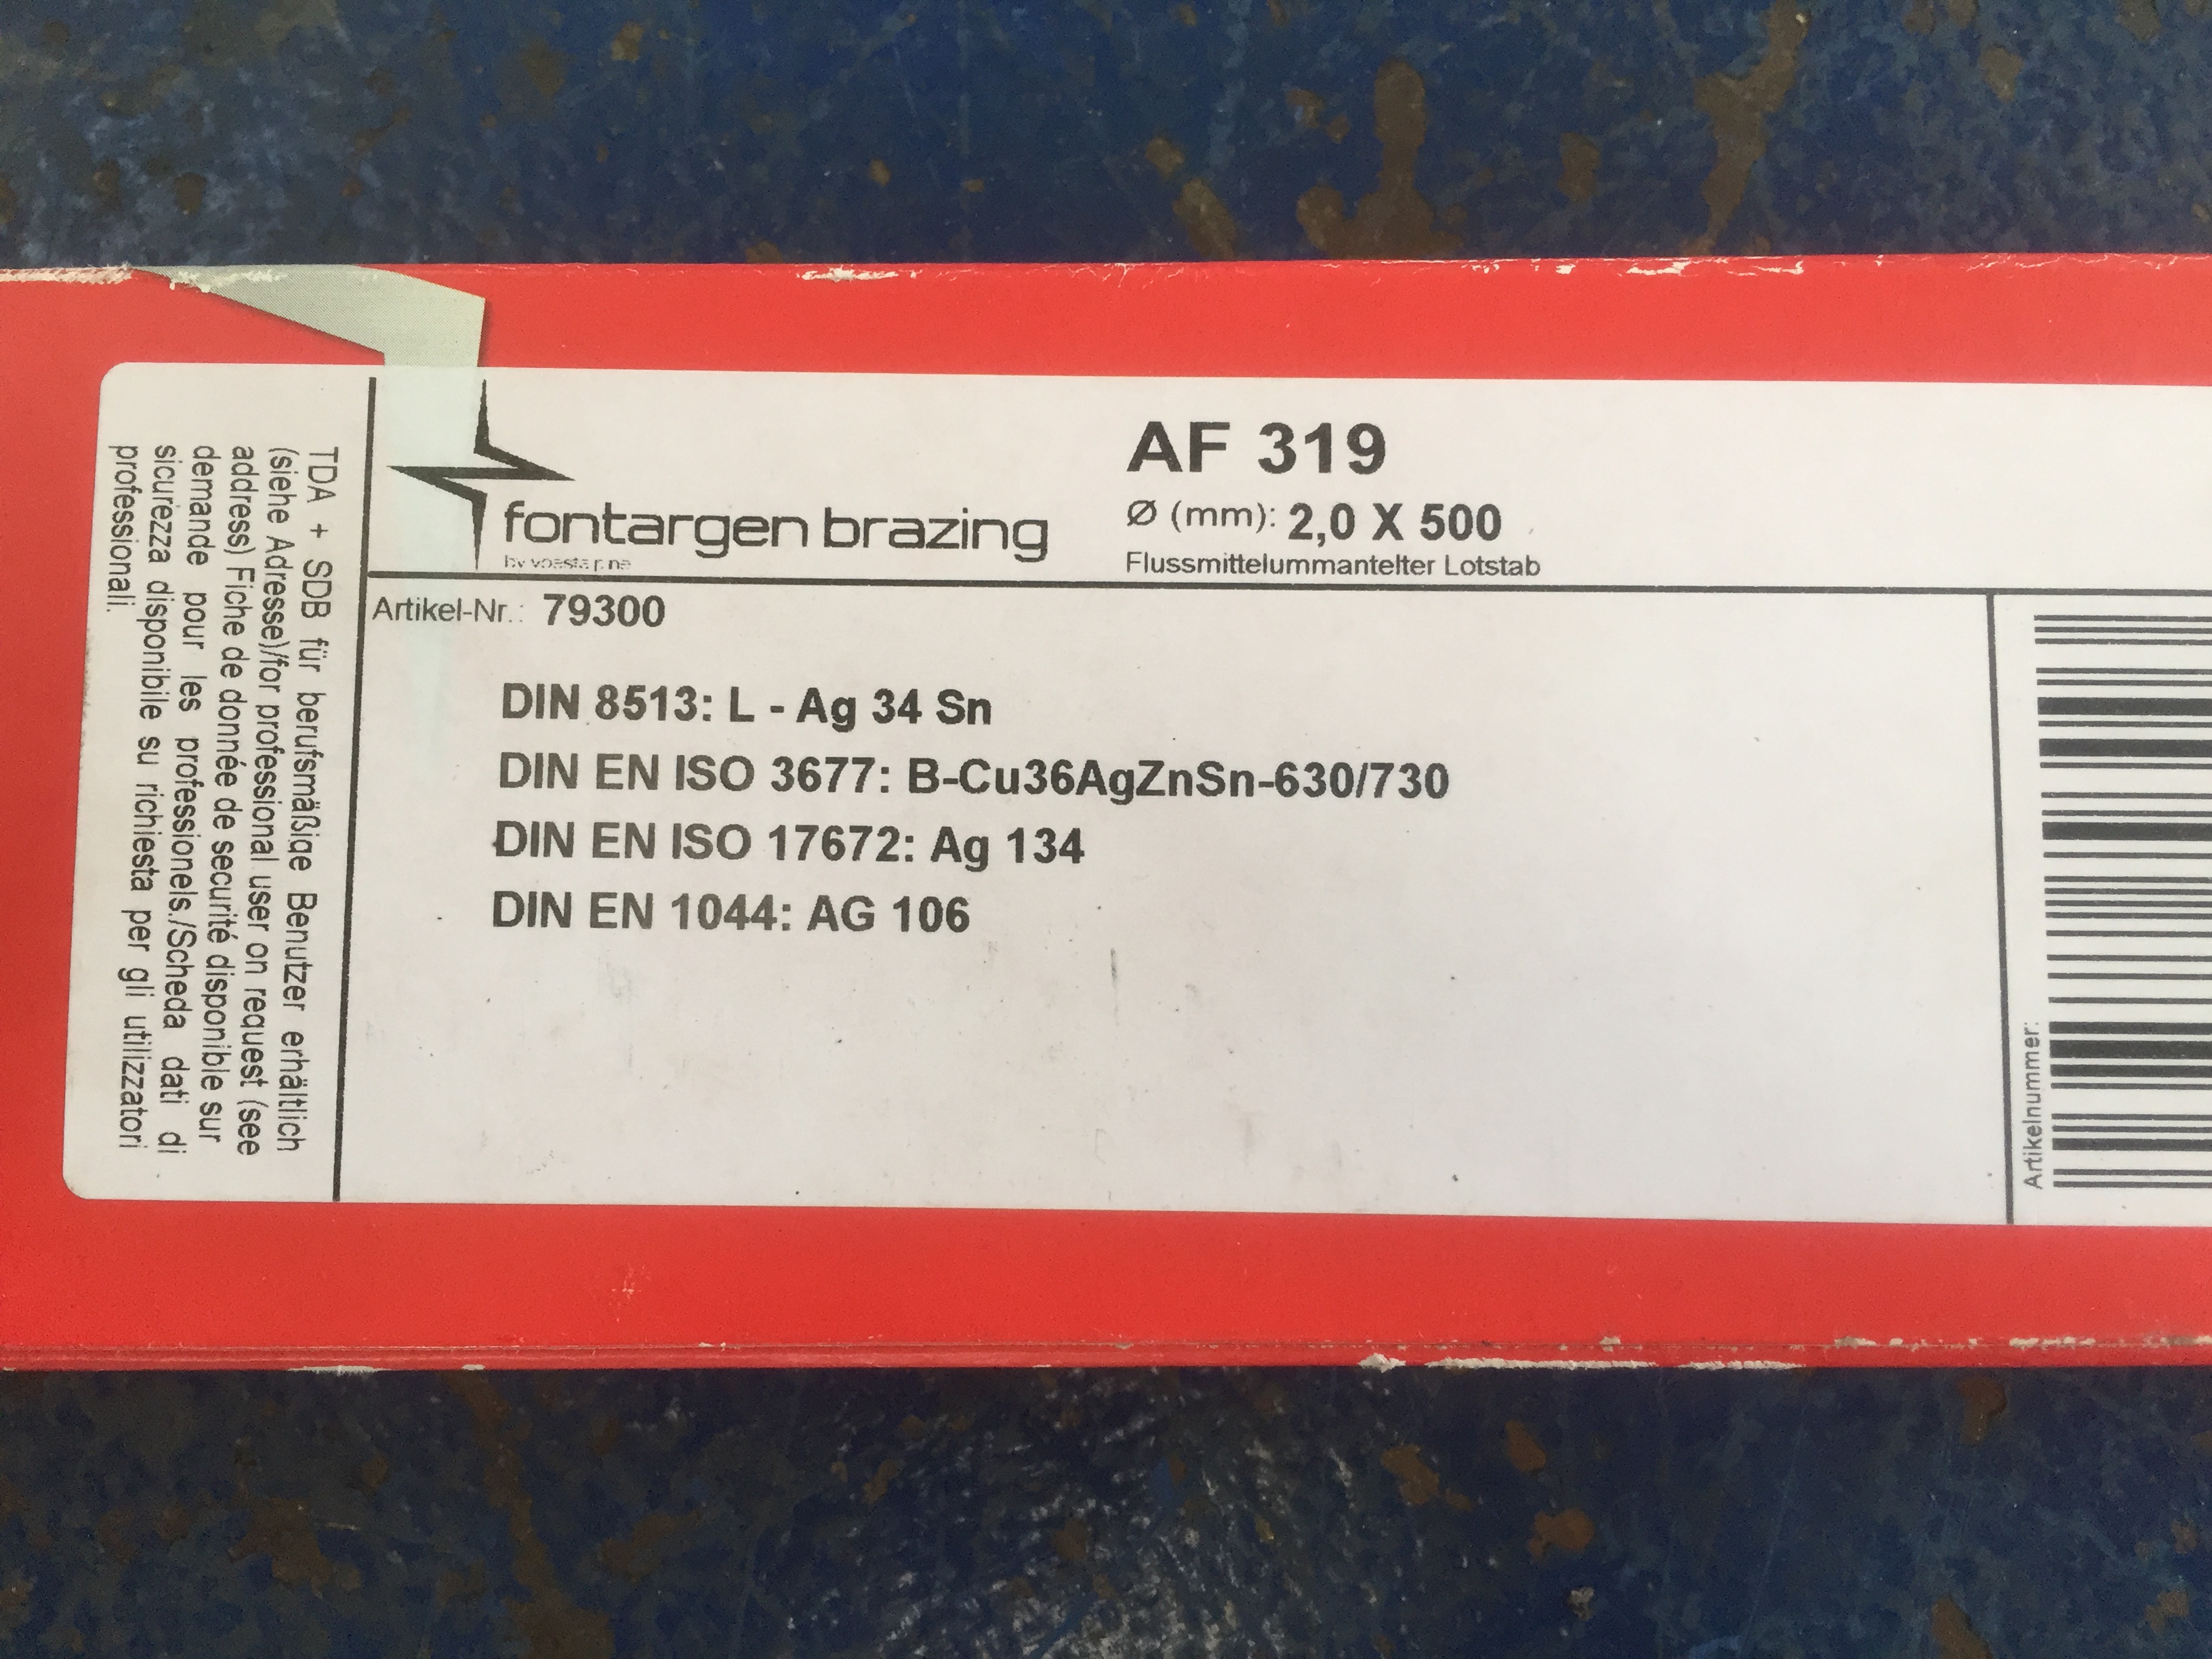 fontargen brazing
by voestalpine
AF 319
Ø (mm): 2,0 X 500
Flussmittelummantelter Lotstab
Artikel-Nr.: 79300
DIN 8513: L - Ag 34 Sn
DIN EN ISO 3677: B-Cu36AgZnSn-630/730
DIN EN ISO 17672: Ag 134
DIN EN 1044: AG 106
TDA + SDB für berufsmäßige Benutzer erhältlich
(siehe Adresse)/for professional user on request (see
address) Fiche de donnée de securité disponible sur
demande pour les professionels./Scheda dati di
sicurezza disponibile su richiesta per gli utilizzatori
professionali.
Artikelnummer: